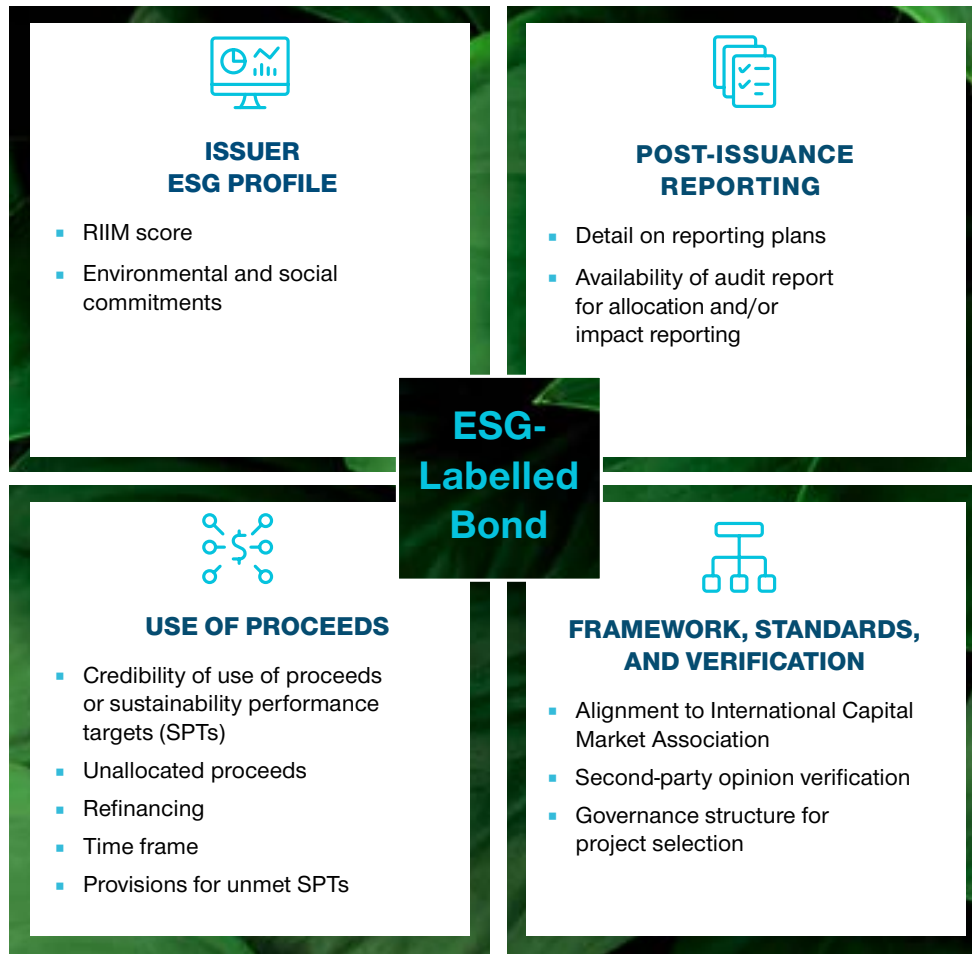 ISSUER
ESG PROFILE
RIIM score
Environmental and social
commitments
POST-ISSUANCE
REPORTING
Detail on reporting plans
Availability of audit report
for allocation and/or
impact reporting
ESG-
Labelled
Bond
USE OF PROCEEDS
Credibility of use of proceeds
or sustainability performance
targets (SPTs)
Unallocated proceeds
Refinancing
Time frame
Provisions for unmet SPTs
FRAMEWORK, STANDARDS,
AND VERIFICATION
Alignment to International Capital
Market Association
Second-party opinion verification
Governance structure for
project selection